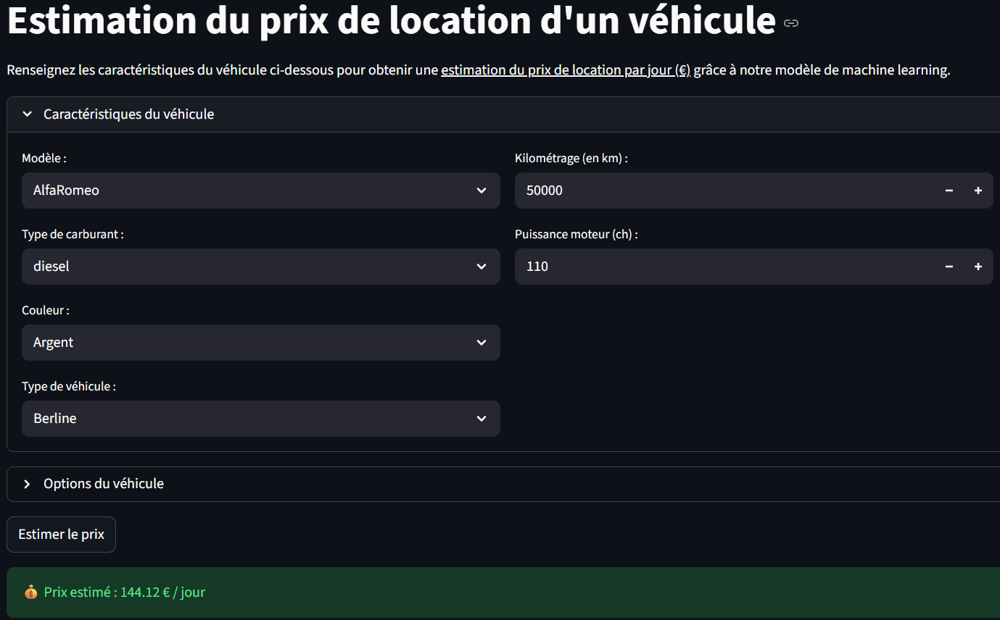 Estimation du prix de location d'un véhicule
Renseignez les caractéristiques du véhicule ci-dessous pour obtenir une estimation du prix de location par jour (€) grâce à notre modèle de machine learning.
Caractéristiques du véhicule
Modèle :
AlfaRomeo
Type de carburant :
diesel
Couleur :
Argent
Type de véhicule :
Berline
Kilométrage (en km) :
50000
Puissance moteur (ch) :
110
Options du véhicule
Estimer le prix
Prix estimé : 144.12 € / jour